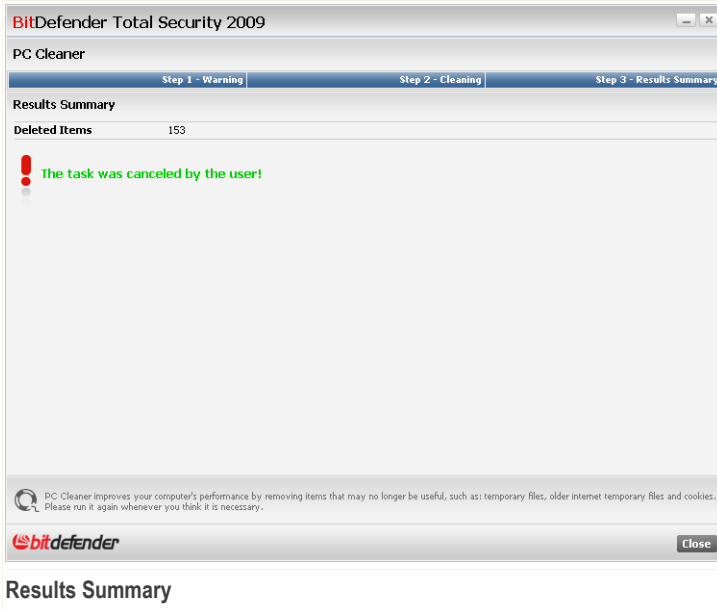 BitDefender Total Security 2009
PC Cleaner
Step 1 - Warning
Step 2 - Cleaning
Step 3 - Results Summary
Results Summary
Deleted Items 153
The task was canceled by the user!
PC Cleaner improves your computer's performance by removing items that may no longer be useful, such as: temporary files, older internet temporary files and cookies.
Please run it again whenever you think it is necessary.
bitdefender
Close
Results Summary